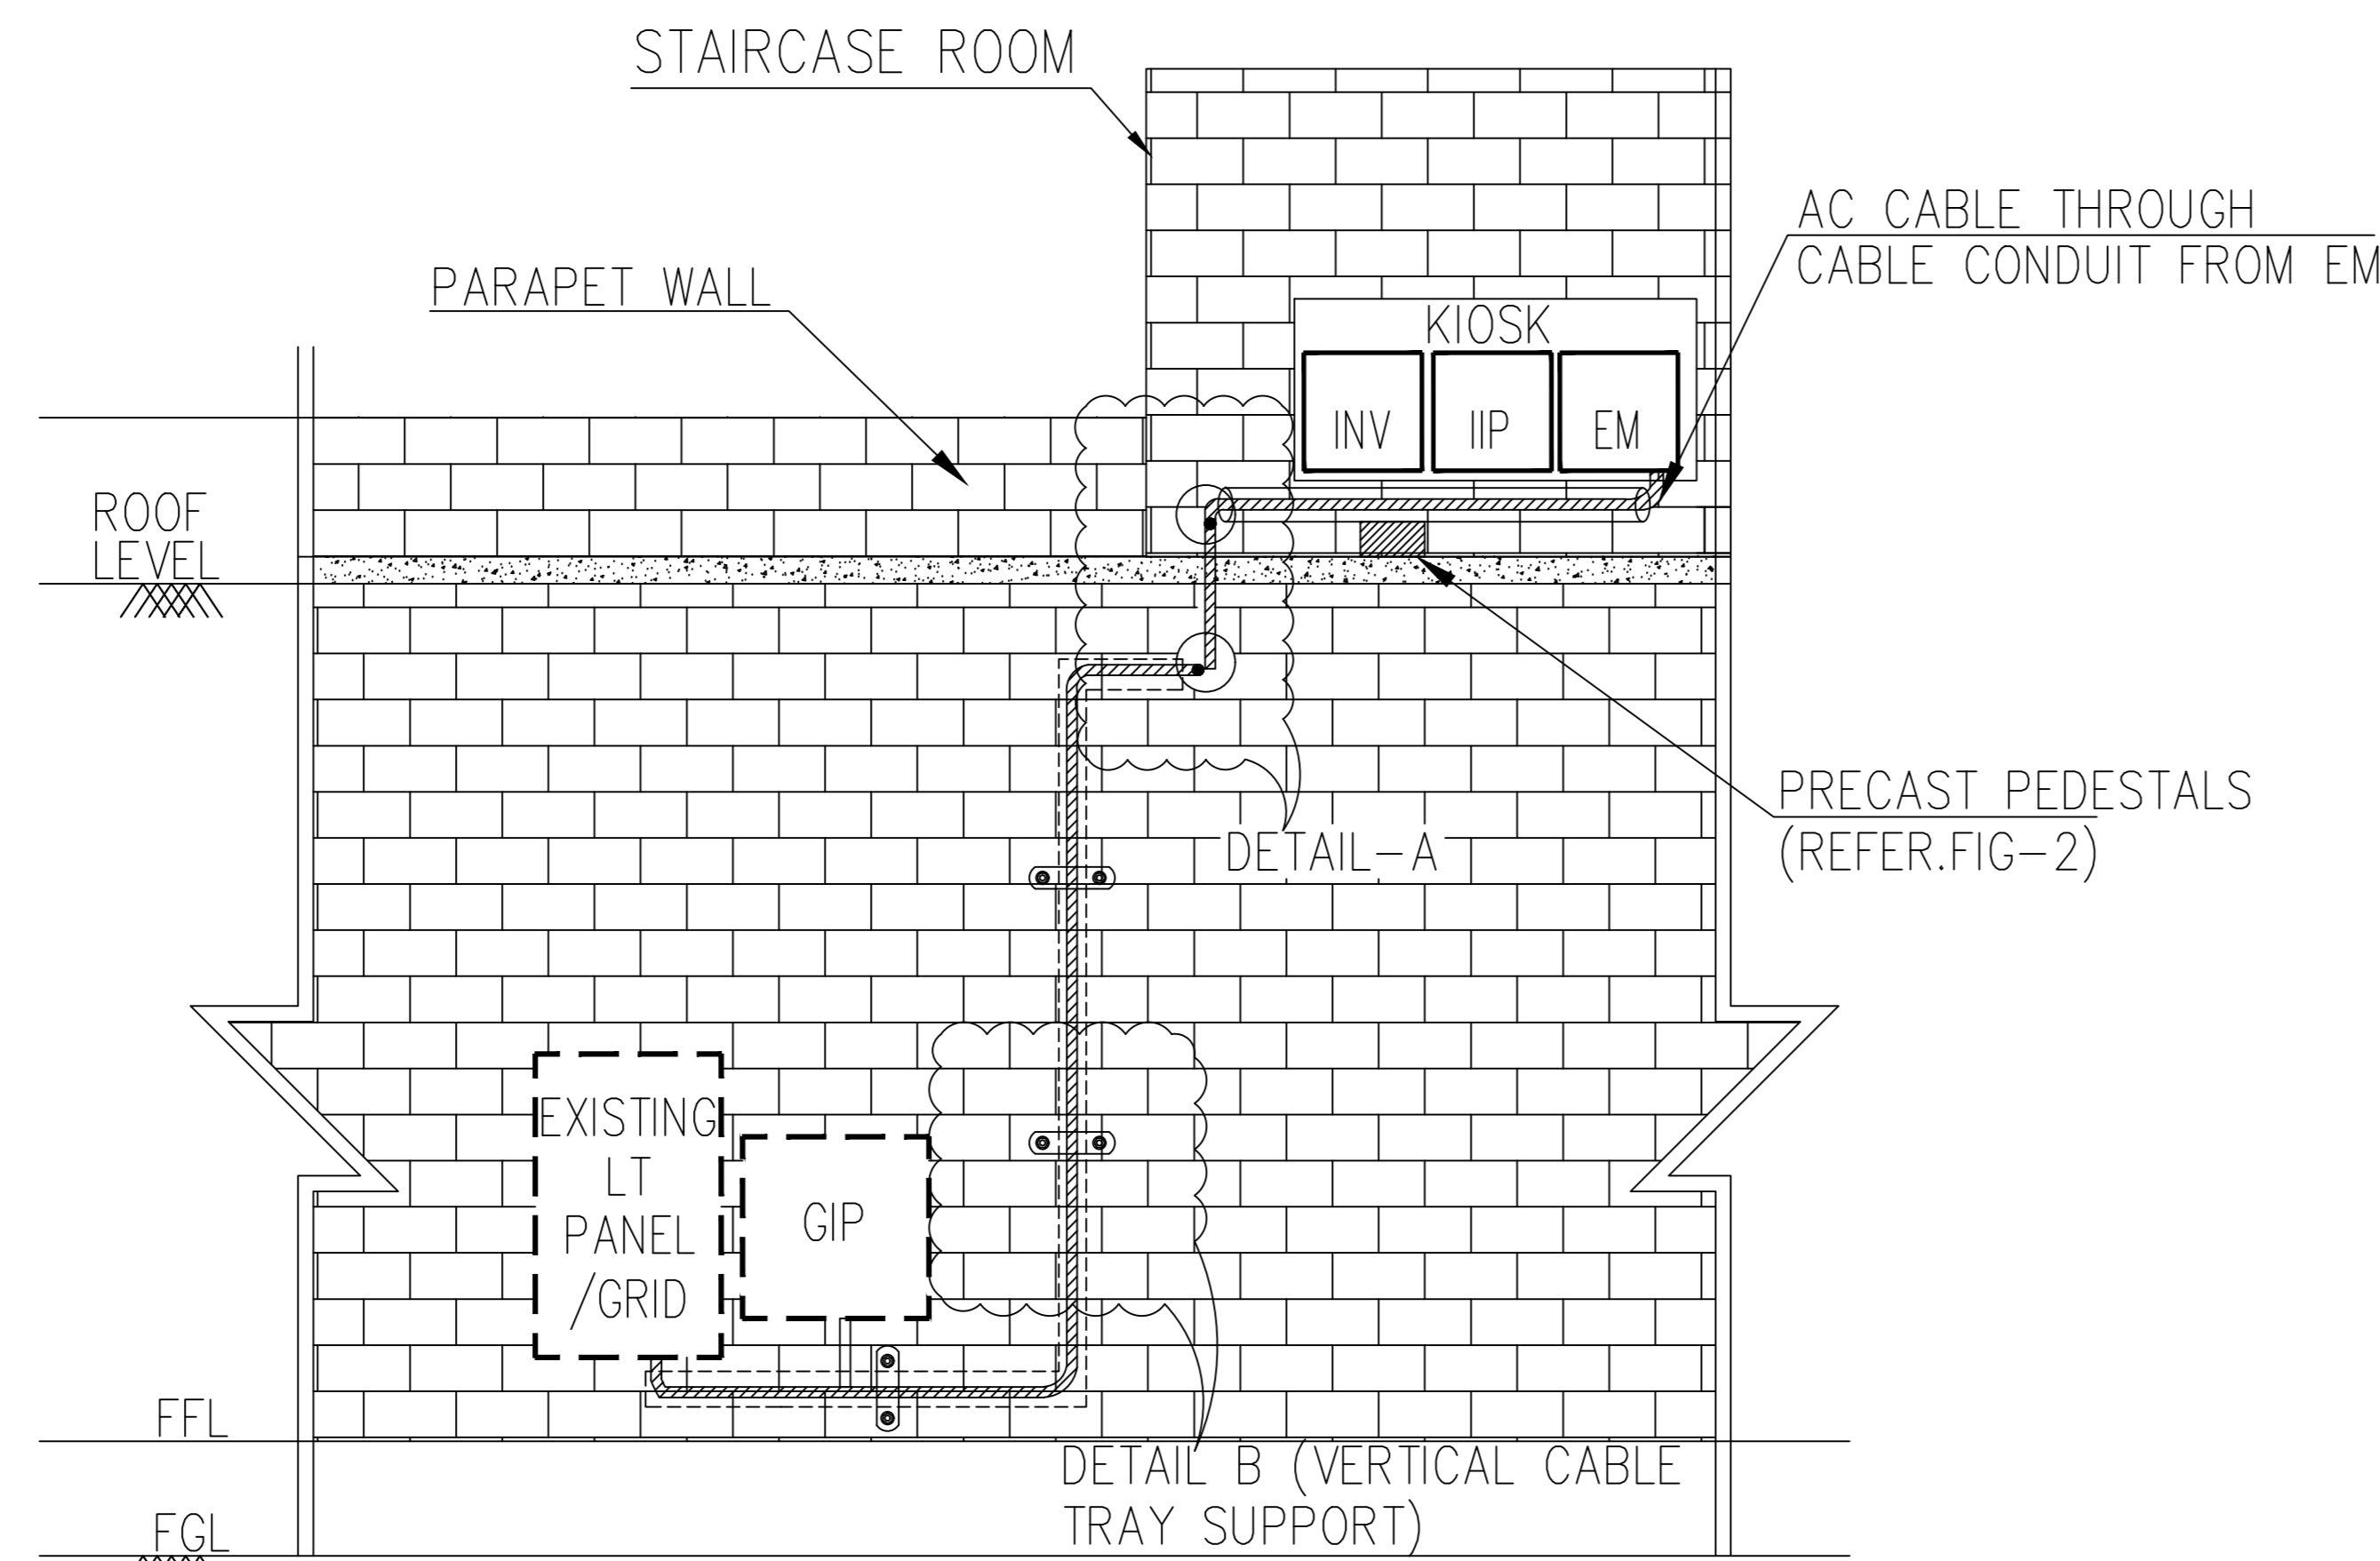 STAIRCASE ROOM
AC CABLE THROUGH
CABLE CONDUIT FROM EM
PARAPET WALL
KIOSK
INV
IIP
EM
ROOF
LEVEL
PRECAST PEDESTALS
(REFER.FIG-2)
DETAIL-A
EXISTING
LT
PANEL
/GRID
GIP
FFL
DETAIL B (VERTICAL CABLE
TRAY SUPPORT)
FGL